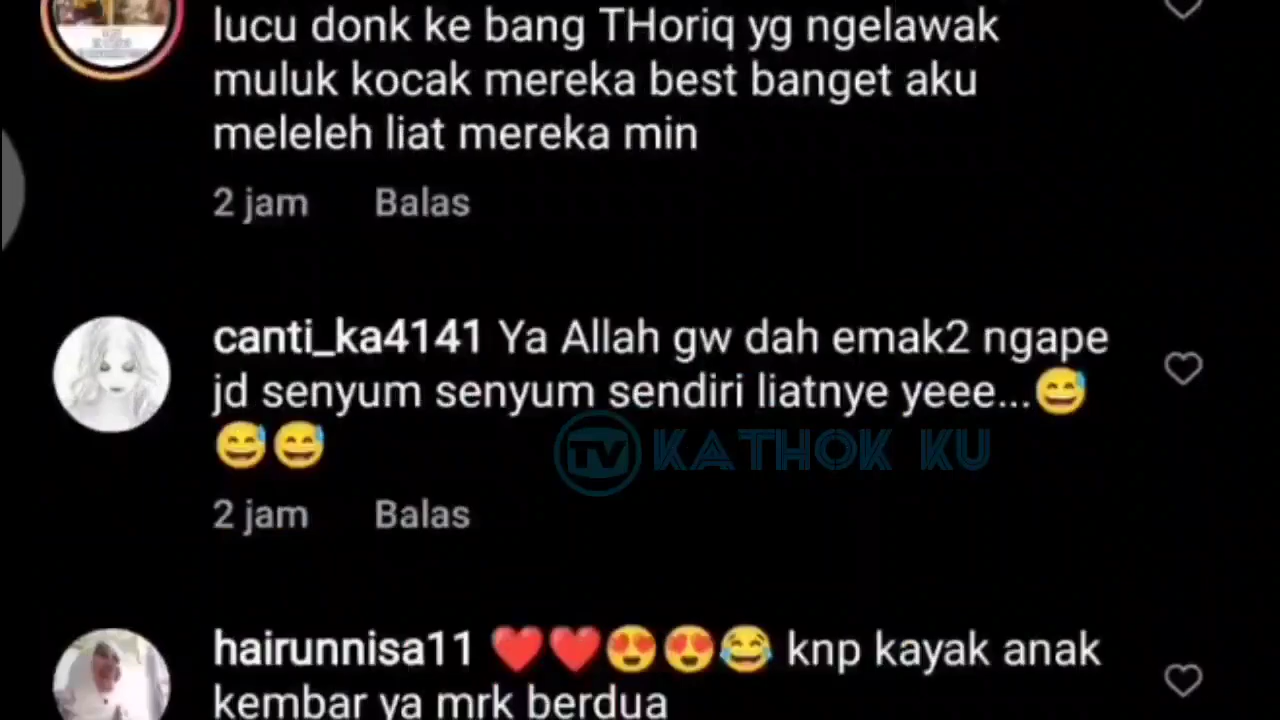 lucu donk ke bang THoriq yg ngelawak
muluk kocak mereka best banget aku
meleleh liat mereka min
2 jam Balas
canti_ka4141 Ya Allah gw dah emak2 ngape
jd senyum senyum sendiri liatnye yeee...😅
😅😅
TV KATHOK KU
2 jam Balas
hairunnisa11 ❤️❤️😍😍😂 knp kayak anak
kembar ya mrk berdua